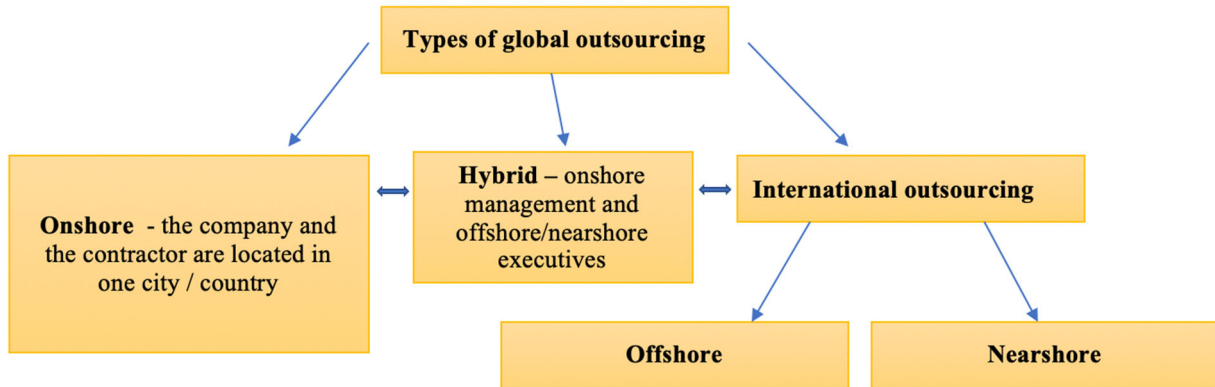 Types of global outsourcing
Onshore - the company and
the contractor are located in
one city / country
Hybrid – onshore
management and
offshore/nearshore
executives
International outsourcing
Offshore
Nearshore